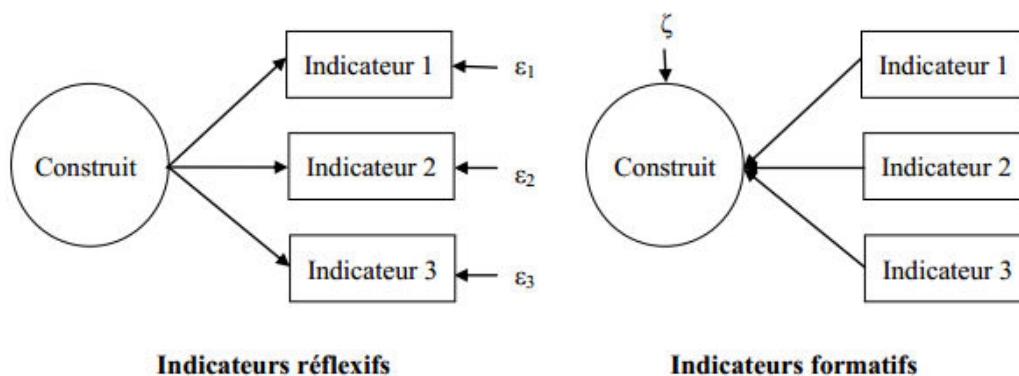 ζ
Indicateur 1
ε1
Construit
Indicateur 2
ε2
Indicateur 3
ε3
Indicateur 1
Construit
Indicateur 2
Indicateur 3
Indicateurs réflexifs
Indicateurs formatifs